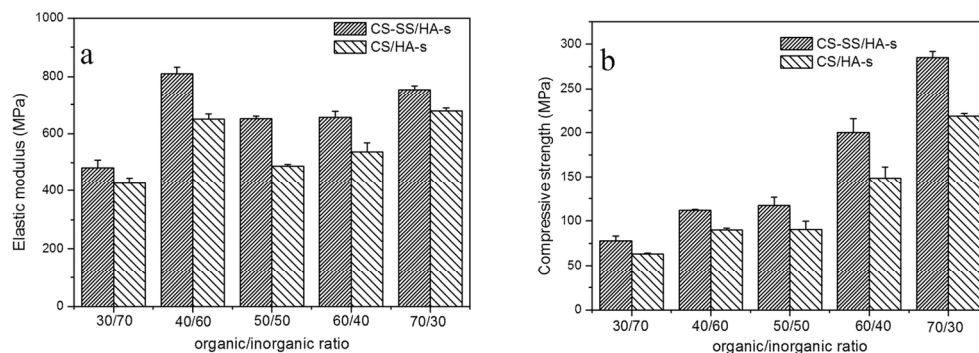 a
CS-SS/HA-s
CS/HA-s
1000
800
600
400
200
0
Elastic modulus (MPa)
30/70 40/60 50/50 60/40 70/30
organic/inorganic ratio
b
CS-SS/HA-s
CS/HA-s
300
250
200
150
100
50
0
Compressive strength (MPa)
30/70 40/60 50/50 60/40 70/30
organic/inorganic ratio